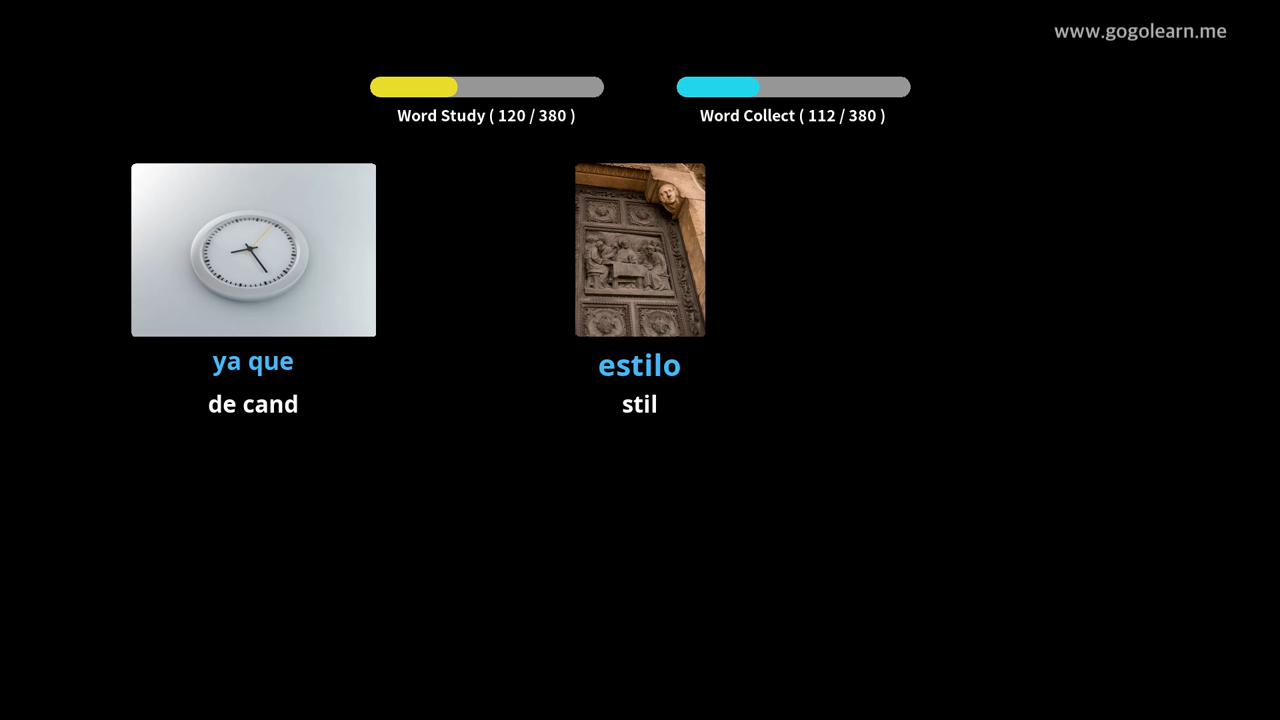 www.gogolearn.me
Word Study ( 120 / 380 )
Word Collect ( 112 / 380 )
ya que
de cand
estilo
stil